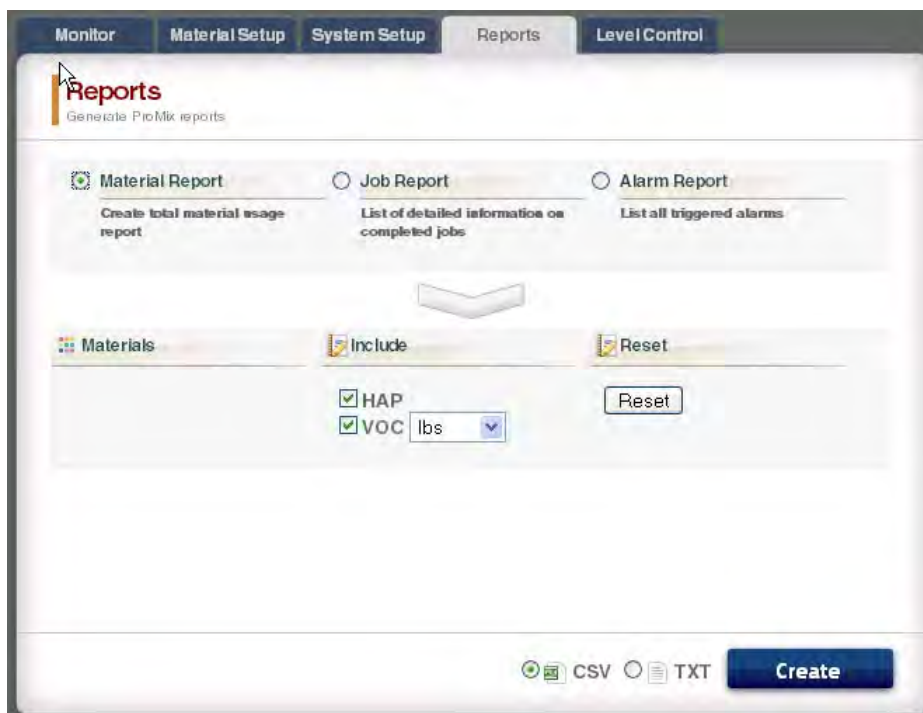 Monitor
Material Setup
System Setup
Reports
Level Control
Reports
Generate ProMix reports
Material Report
Create total material usage
report
Job Report
List of detailed information on
completed jobs
Alarm Report
List all triggered alarms
Materials
Include
Reset
HAP
VOC lbs
Reset
CSV
TXT
Create